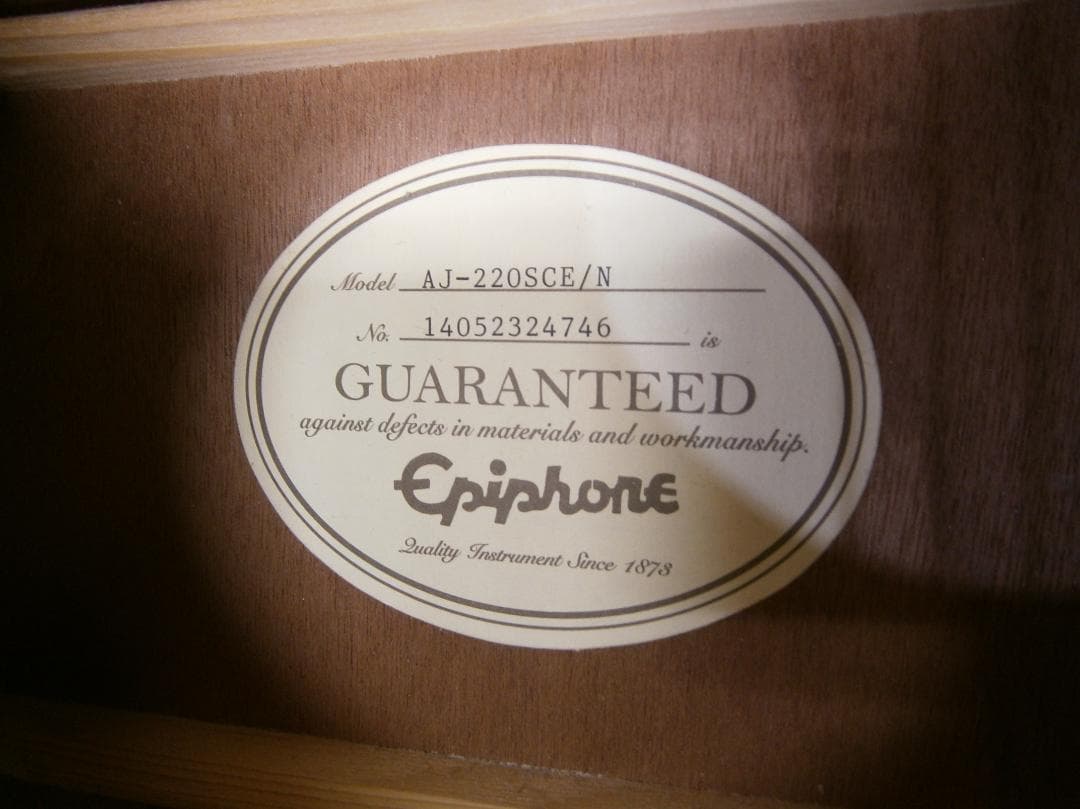 Model AJ-220SCE/N
No. 14052324746 is
GUARANTEED
against defects in materials and workmanship.
Epiphone
Quality Instrument Since 1873